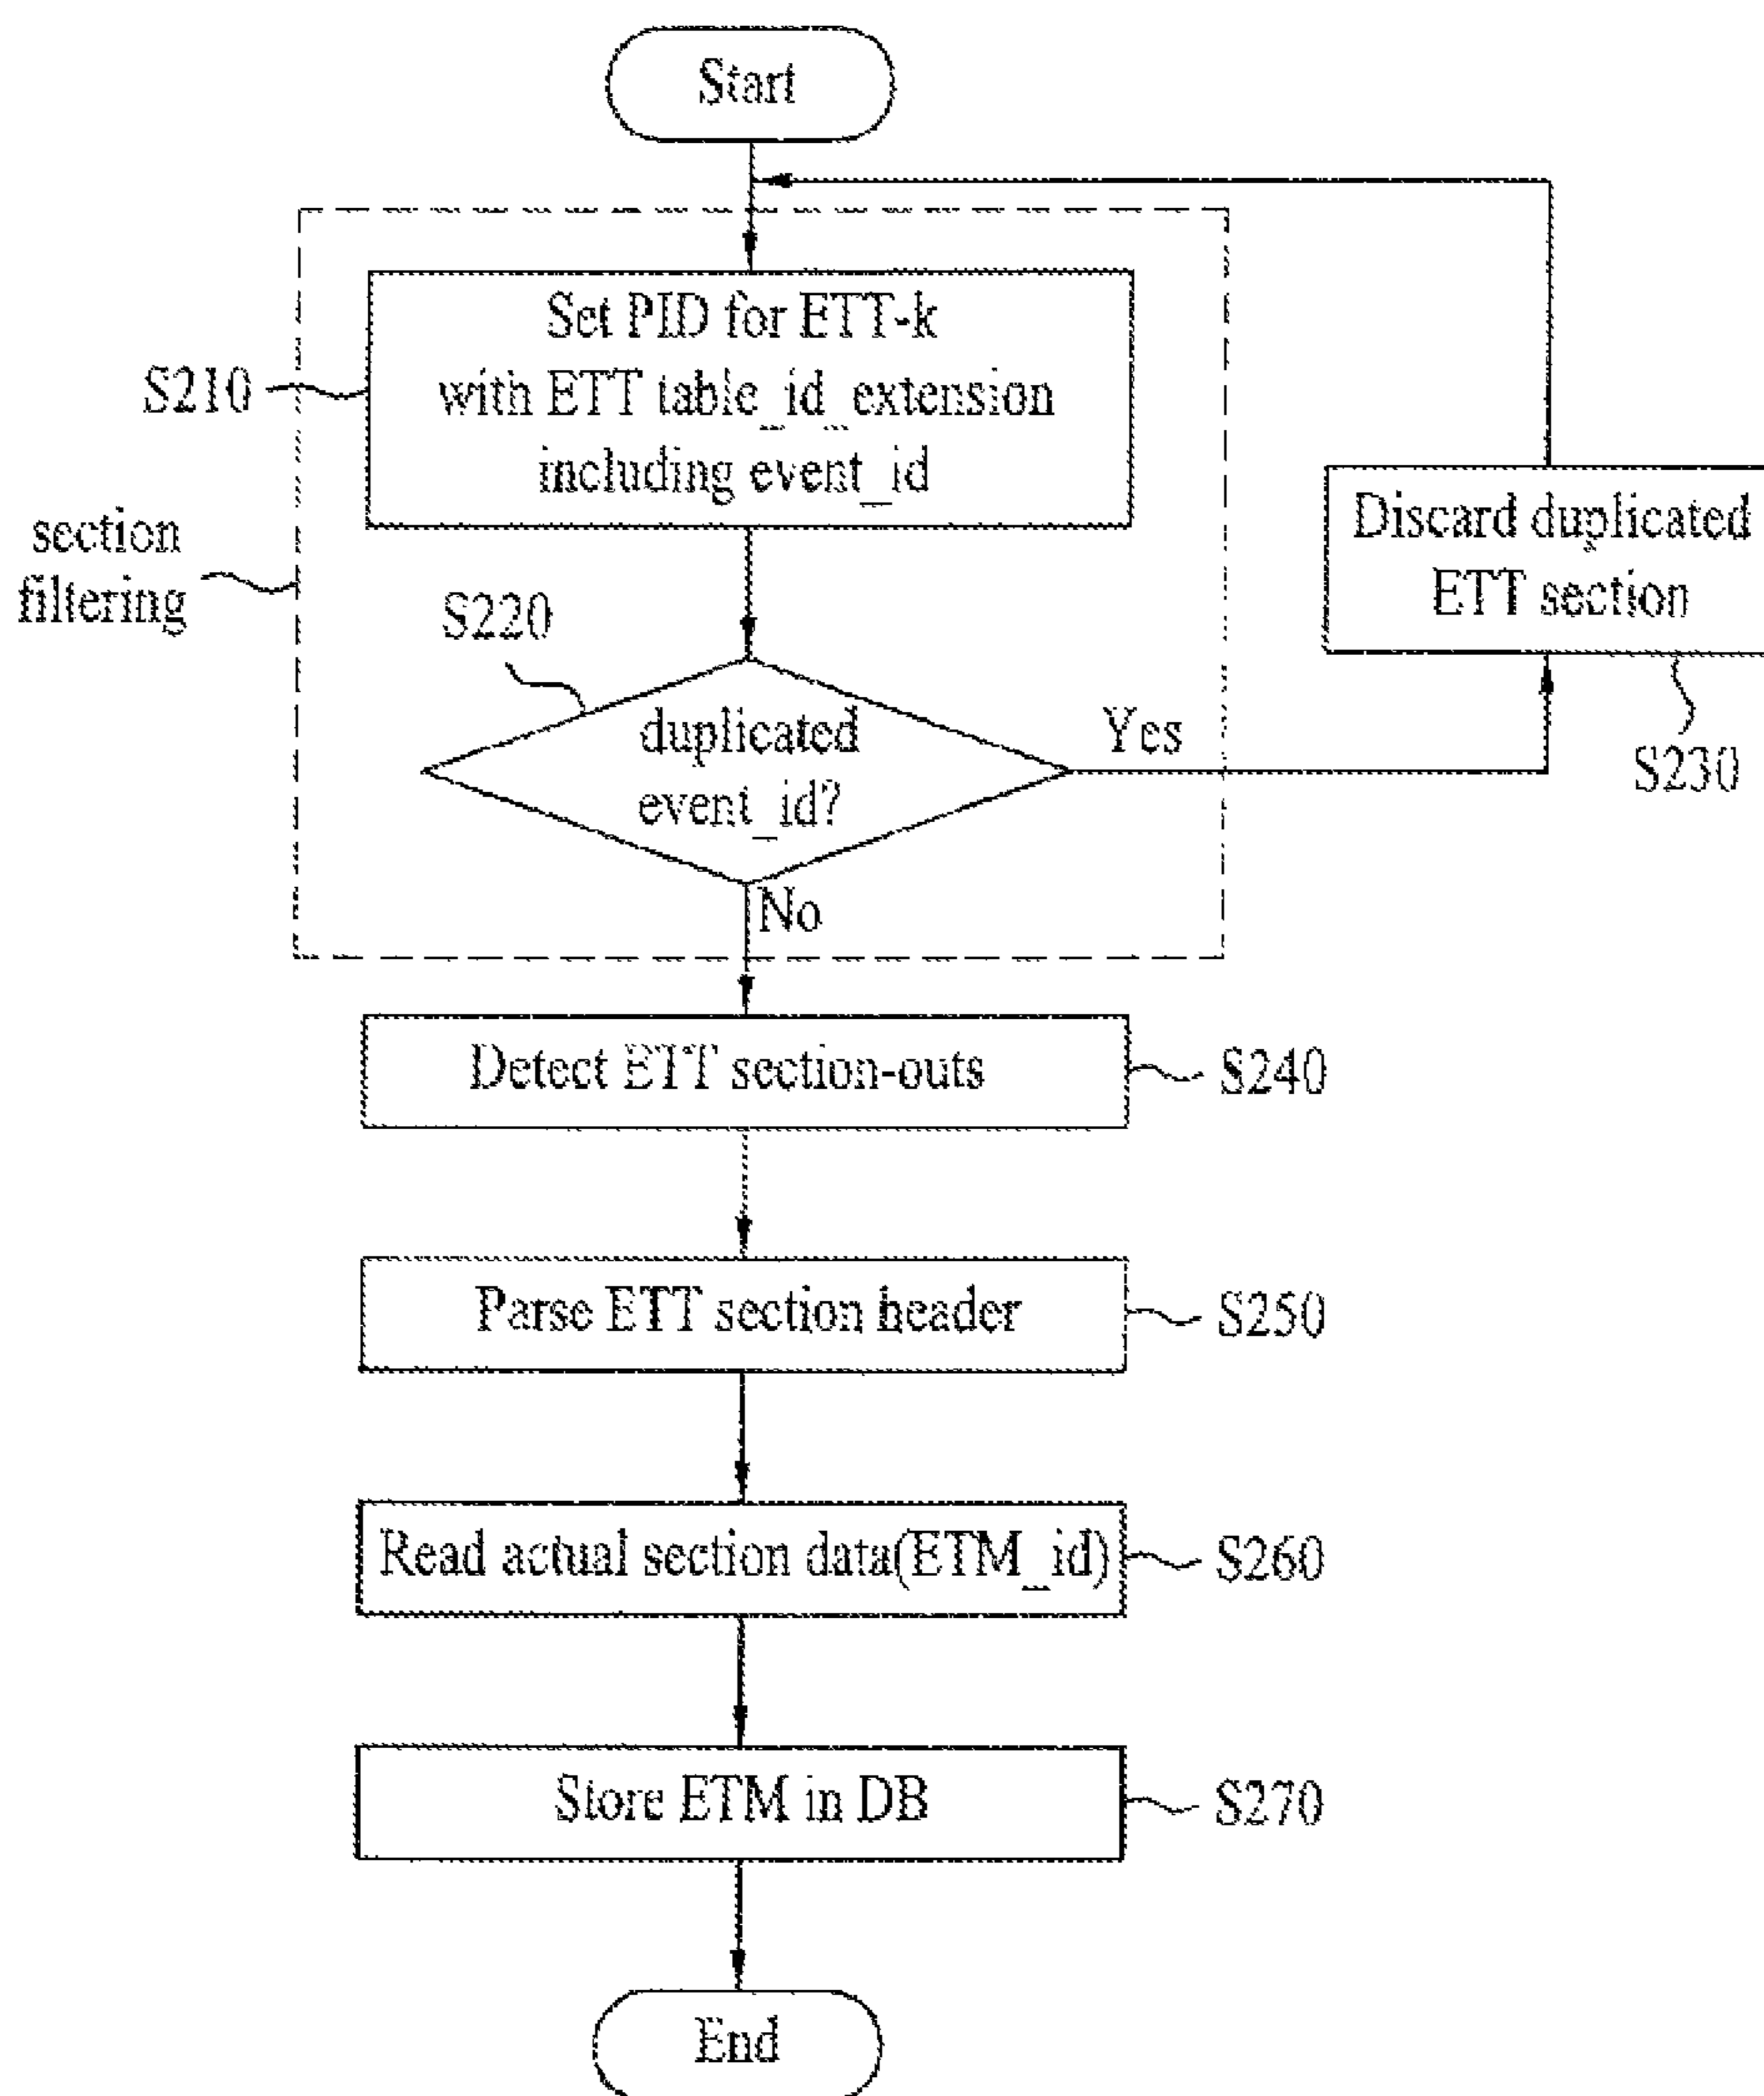 Start
Set PID for ETT-k
S210
with ETT table_id_extension
including event_id
section
filtering
Discard duplicated
ETT section
S230
S220
duplicated
event_id?
Yes
No
Detect ETT section-outs
S240
Parse ETT section header
S250
Read actual section data(ETM_id)
S260
Store ETM in DB
S270
End